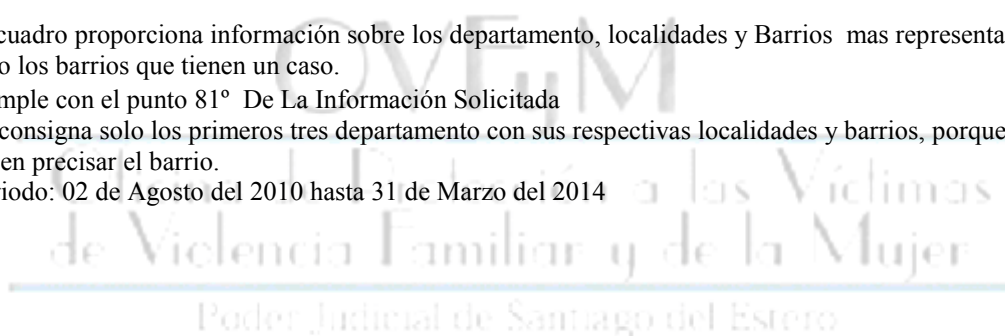 cuadro proporciona información sobre los departamento, localidades y Barrios mas representa
o los barrios que tienen un caso.
mple con el punto 81º De La Información Solicitada
consigna solo los primeros tres departamento con sus respectivas localidades y barrios, porque
en precisar el barrio.
iodo: 02 de Agosto del 2010 hasta 31 de Marzo del 2014
OVFyM
a las Víctimas
de Violencia Familiar y de la Mujer
Poder Judicial de Santiago del Estero